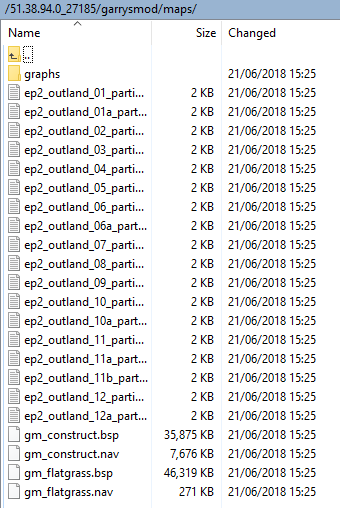 /51.38.94.0_27185/garrysmod/maps/
Name Size Changed
..
graphs 21/06/2018 15:25
ep2_outland_01_parti... 2 KB 21/06/2018 15:25
ep2_outland_01a_part... 2 KB 21/06/2018 15:25
ep2_outland_02_parti... 2 KB 21/06/2018 15:25
ep2_outland_03_parti... 2 KB 21/06/2018 15:25
ep2_outland_04_parti... 2 KB 21/06/2018 15:25
ep2_outland_05_parti... 2 KB 21/06/2018 15:25
ep2_outland_06_parti... 2 KB 21/06/2018 15:25
ep2_outland_06a_part... 2 KB 21/06/2018 15:25
ep2_outland_07_parti... 2 KB 21/06/2018 15:25
ep2_outland_08_parti... 2 KB 21/06/2018 15:25
ep2_outland_09_parti... 2 KB 21/06/2018 15:25
ep2_outland_10_parti... 2 KB 21/06/2018 15:25
ep2_outland_10a_part... 2 KB 21/06/2018 15:25
ep2_outland_11_parti... 2 KB 21/06/2018 15:25
ep2_outland_11a_part... 2 KB 21/06/2018 15:25
ep2_outland_11b_part... 2 KB 21/06/2018 15:25
ep2_outland_12_parti... 2 KB 21/06/2018 15:25
ep2_outland_12a_part... 2 KB 21/06/2018 15:25
gm_construct.bsp 35,875 KB 21/06/2018 15:25
gm_construct.nav 7,676 KB 21/06/2018 15:25
gm_flatgrass.bsp 46,319 KB 21/06/2018 15:25
gm_flatgrass.nav 271 KB 21/06/2018 15:25